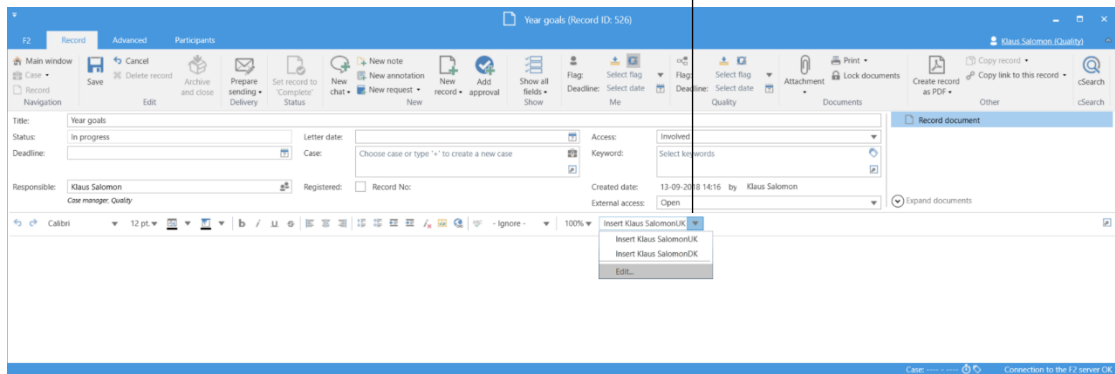 Year goals (Record ID: 526)
F2 Record Advanced Participants Klaus Salomon (Quality)
Main window
Case
Record
Navigation
Save
Cancel
Delete record
Archive and close
Edit
Prepare sending
Delivery
Set record to 'Complete'
Status
New chat
New note
New annotation
New request
New record
Add approval
New
Show all fields
Show
Flag: Select flag
Deadline: Select date
Me
Flag: Select flag
Deadline: Select date
Quality
Attachment
Print
Lock documents
Documents
Create record as PDF
Copy record
Copy link to this record
Other
cSearch
cSearch
Title: Year goals
Record document
Status: In progress Letter date: Access: Involved
Deadline: Case: Choose case or type '+' to create a new case Keyword: Select keywords
Responsible: Klaus Salomon Registered: Record No: Created date: 13-09-2018 14:16 by Klaus Salomon
Case manager, Quality External access: Open Expand documents
Calibri 12 pt. b i u - Ignore - 100% Insert Klaus SalomonUK
Insert Klaus SalomonUK
Insert Klaus SalomonDK
Edit...
Case: ---- - ---- Connection to the F2 server OK